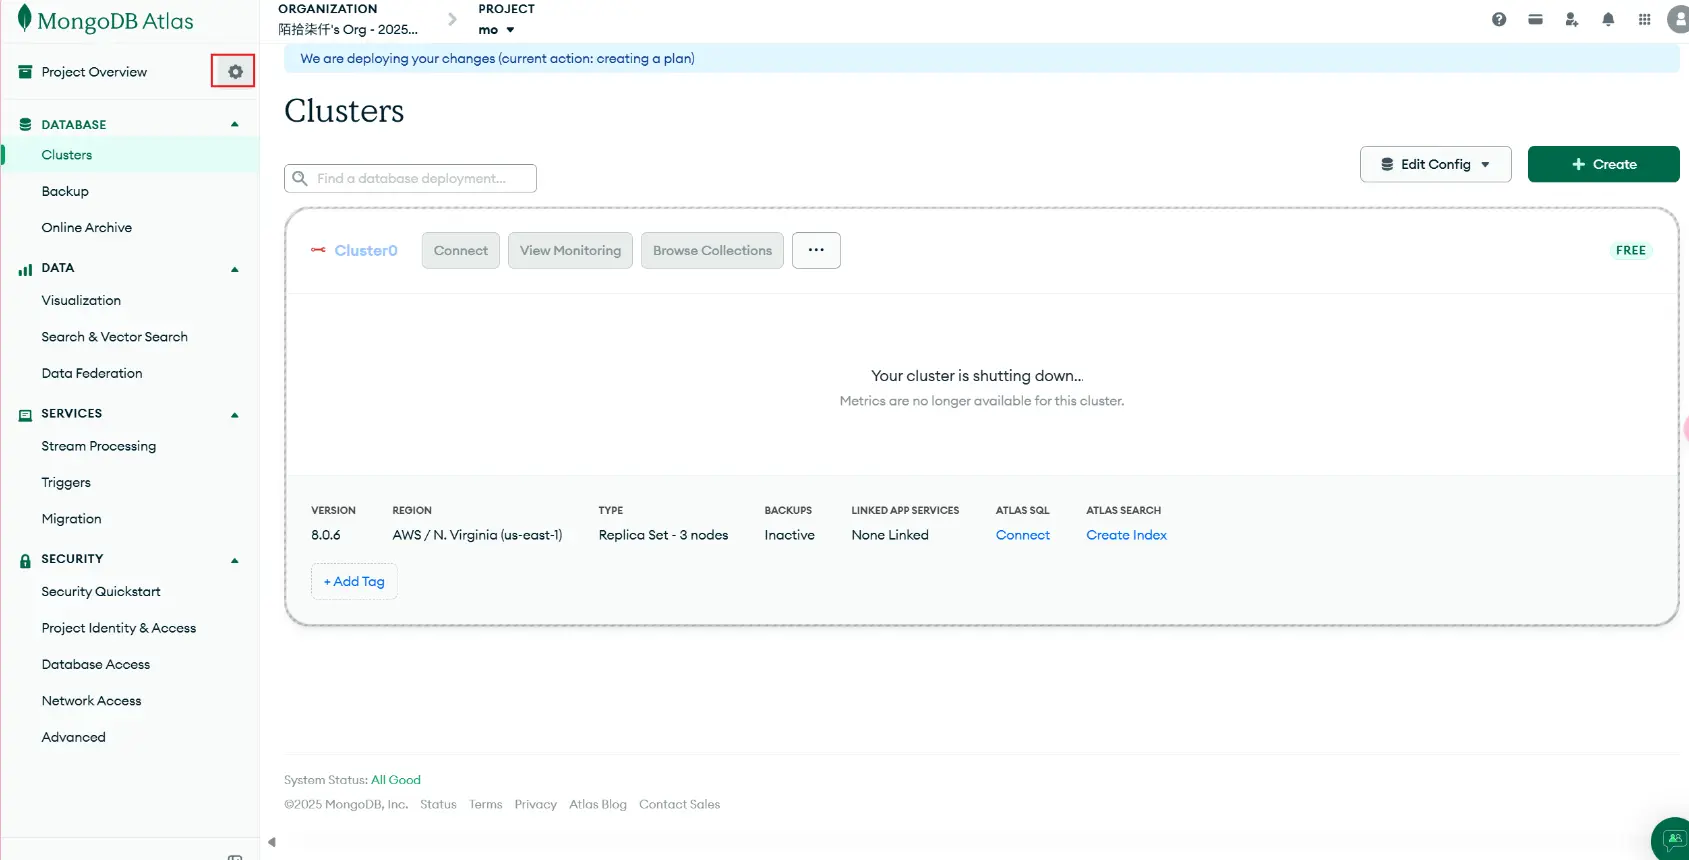 MongoDB Atlas
ORGANIZATION
陌拾柒仟's Org - 2025...
PROJECT
mo
Project Overview
We are deploying your changes (current action: creating a plan)
Clusters
DATABASE
Clusters
Backup
Online Archive
DATA
Visualization
Search & Vector Search
Data Federation
SERVICES
Stream Processing
Triggers
Migration
SECURITY
Security Quickstart
Project Identity & Access
Database Access
Network Access
Advanced
Find a database deployment...
Edit Config
+ Create
Cluster0
Connect
View Monitoring
Browse Collections
...
FREE
Your cluster is shutting down...
Metrics are no longer available for this cluster.
VERSION REGION TYPE BACKUPS LINKED APP SERVICES ATLAS SQL ATLAS SEARCH
8.0.6 AWS / N. Virginia (us-east-1) Replica Set - 3 nodes Inactive None Linked Connect Create Index
+ Add Tag
System Status: All Good
©2025 MongoDB, Inc. Status Terms Privacy Atlas Blog Contact Sales